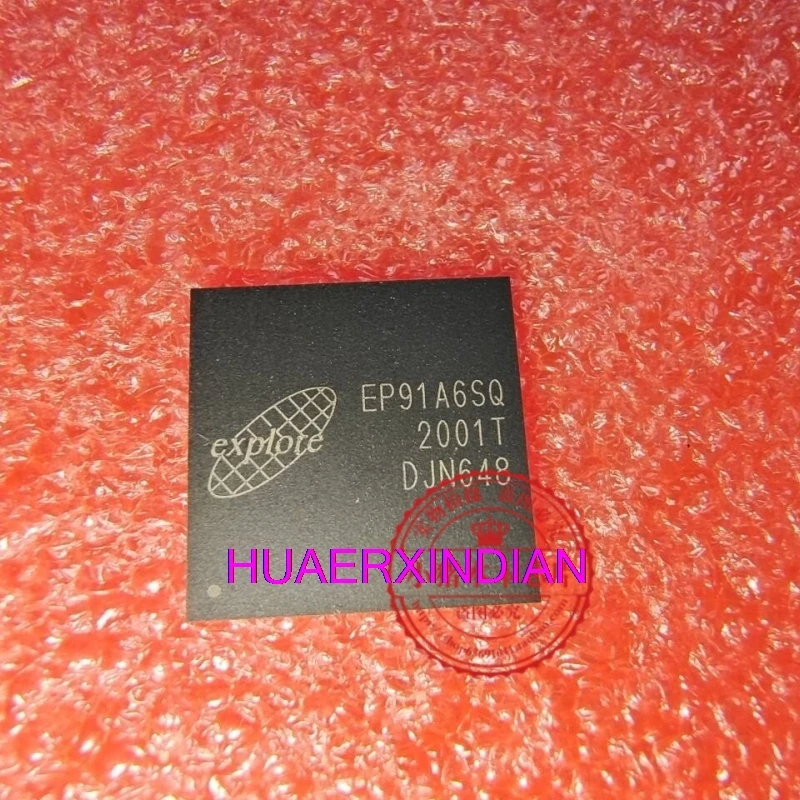 explore
EP91A6SQ
2001T
DJN648
HUAERXINDIAN